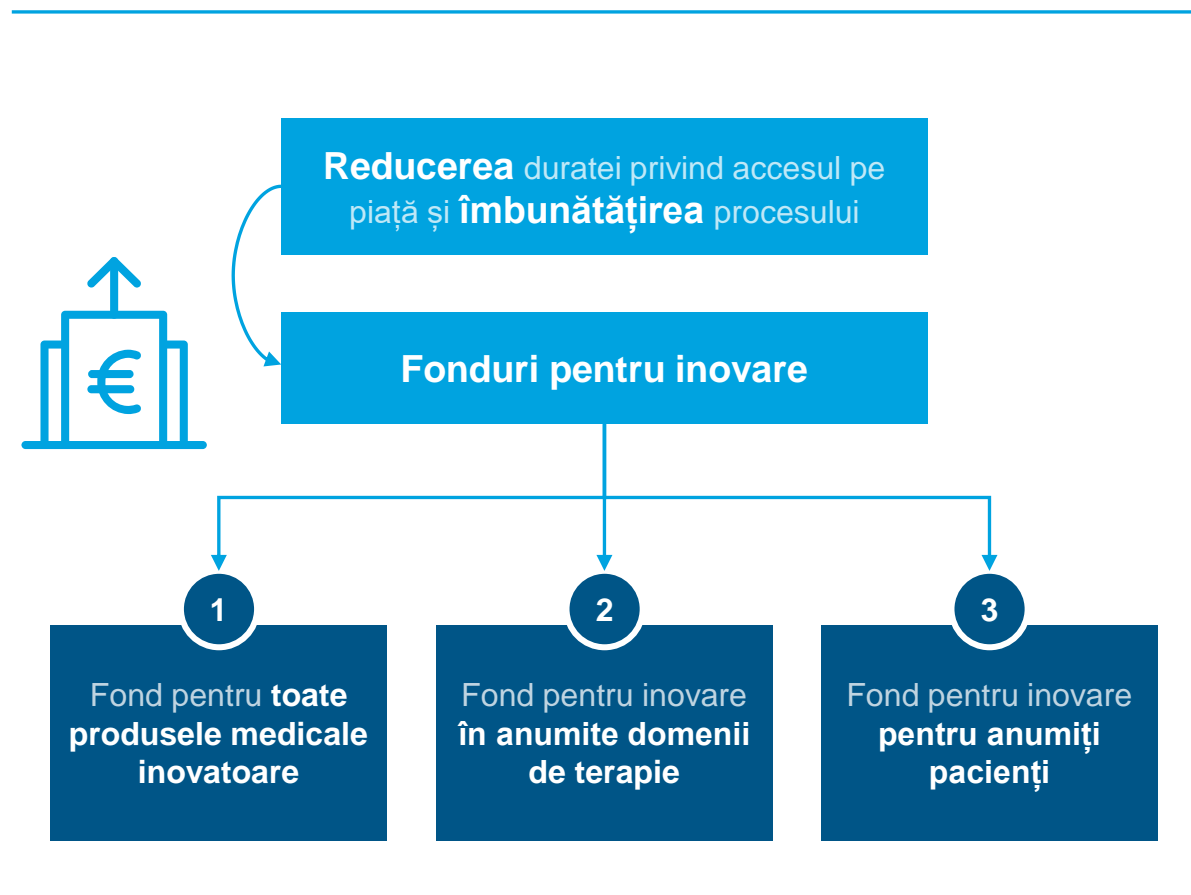 Reducerea duratei privind accesul pe
piață și îmbunătățirea procesului
€
Fonduri pentru inovare
1
Fond pentru toate
produsele medicale
inovatoare
2
Fond pentru inovare
în anumite domenii
de terapie
3
Fond pentru inovare
pentru anumiți
pacienți